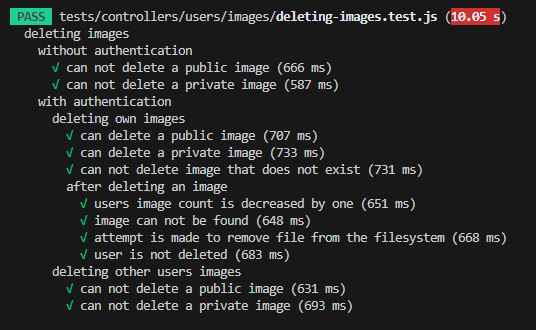 PASS tests/controllers/users/images/deleting-images.test.js (10.05 s)
deleting images
without authentication
√ can not delete a public image (666 ms)
√ can not delete a private image (587 ms)
with authentication
deleting own images
√ can delete a public image (707 ms)
√ can delete a private image (733 ms)
√ can not delete image that does not exist (731 ms)
after deleting an image
√ users image count is decreased by one (651 ms)
√ image can not be found (648 ms)
√ attempt is made to remove file from the filesystem (668 ms)
√ user is not deleted (683 ms)
deleting other users images
√ can not delete a public image (631 ms)
√ can not delete a private image (693 ms)